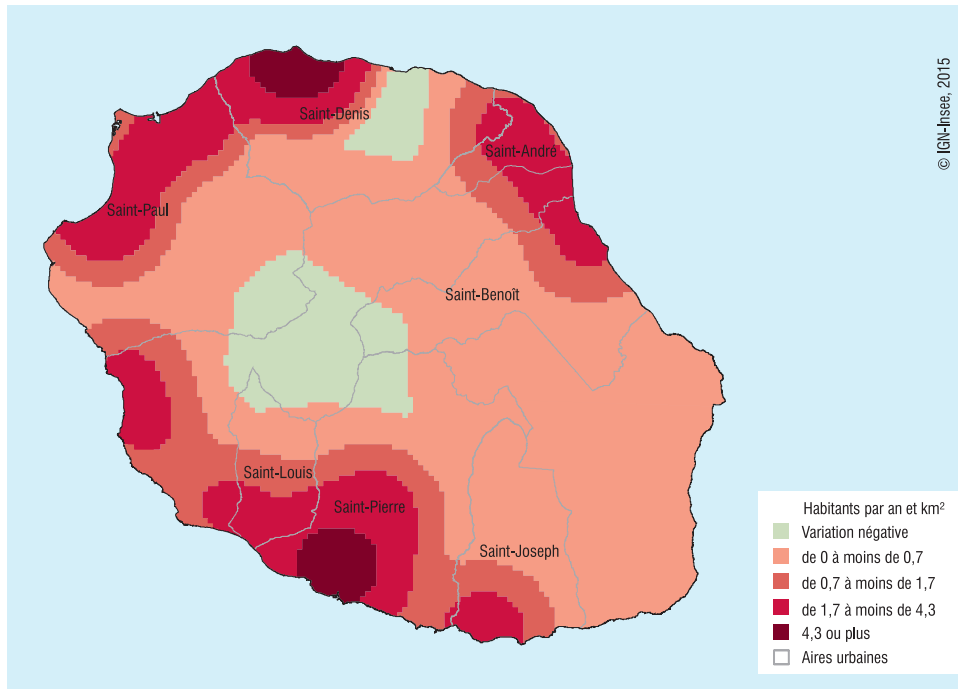 © IGN-Insee, 2015
Saint-Denis
Saint-André
Saint-Paul
Saint-Benoît
Saint-Louis
Saint-Pierre
Saint-Joseph
Habitants par an et km²
Variation négative
de 0 à moins de 0,7
de 0,7 à moins de 1,7
de 1,7 à moins de 4,3
4,3 ou plus
Aires urbaines